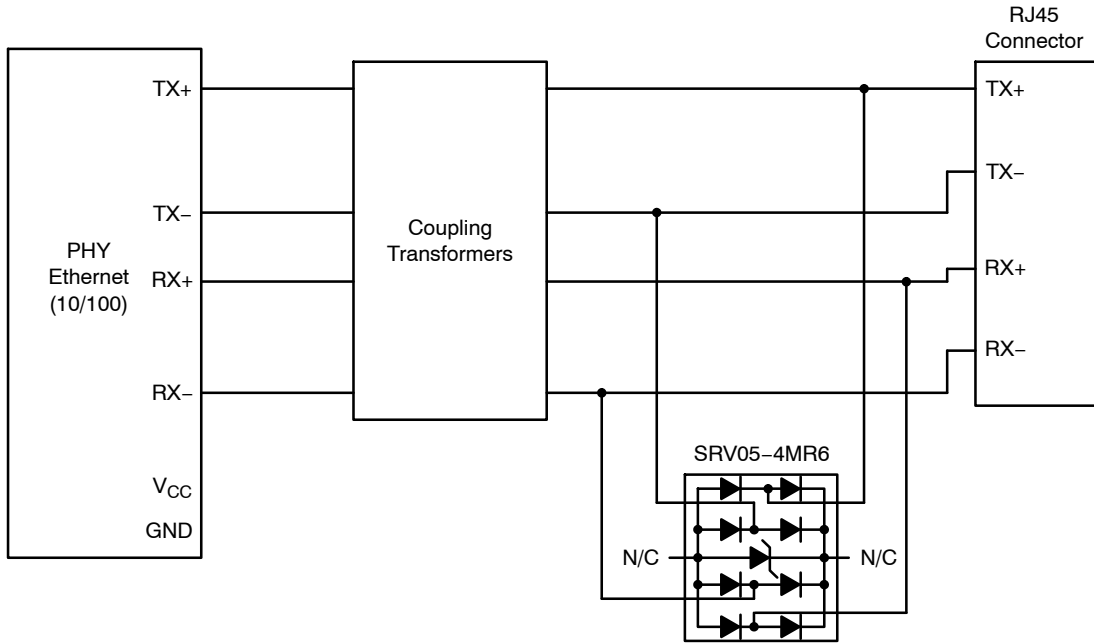 RJ45
Connector
TX+
TX+
TX−
TX−
PHY
Ethernet
(10/100)
Coupling
Transformers
RX+
RX+
RX−
RX−
SRV05−4MR6
VCC
GND
N/C
N/C